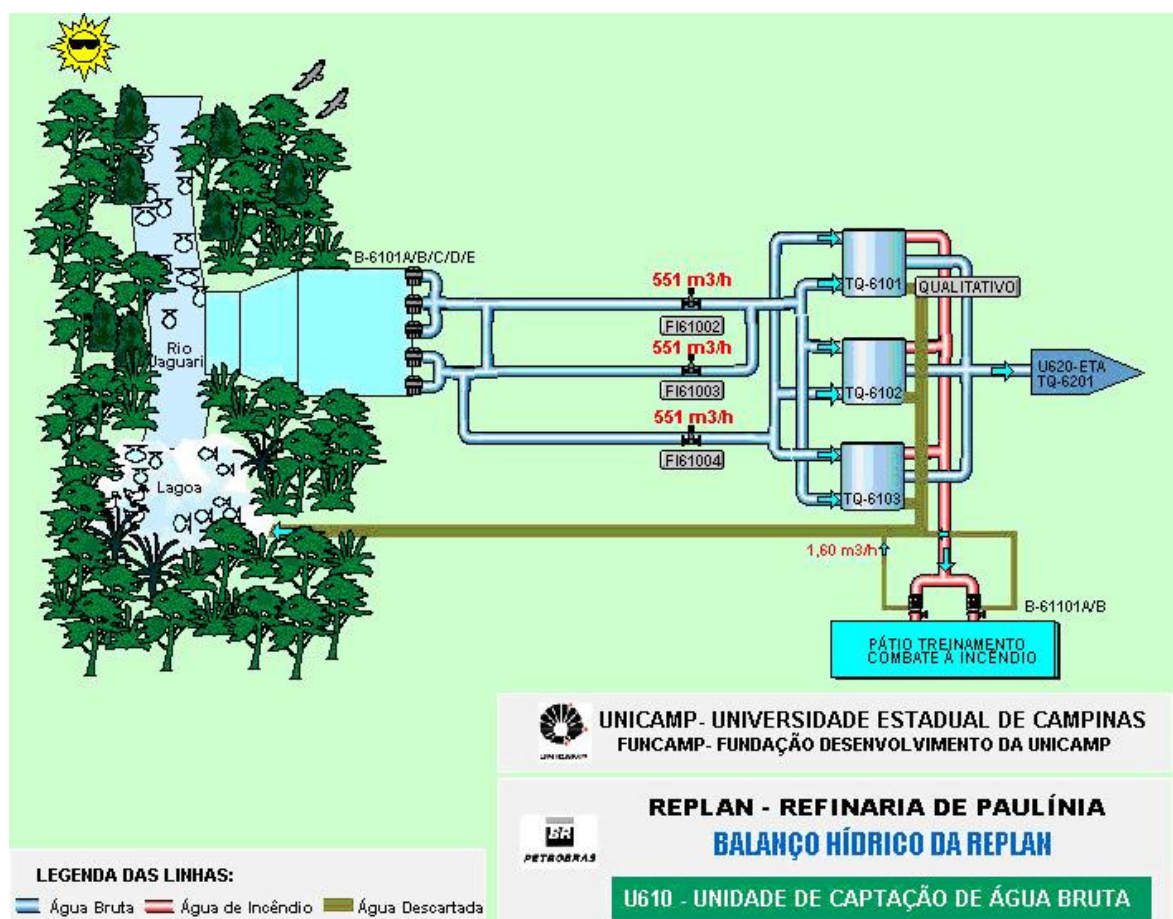 B-6101A/B/C/D/E
551 m3/h
FI61002
551 m3/h
FI61003
551 m3/h
FI61004
TQ-6101
QUALITATIVO
TQ-6102
TQ-6103
U620-ETA
TQ-6201
Rio
Jaguari
Lagoa
1,60 m3/h
B-61101A/B
PÁTIO TREINAMENTO
COMBATE A INCÊNDIO
UNICAMP
UNICAMP- UNIVERSIDADE ESTADUAL DE CAMPINAS
FUNCAMP- FUNDAÇÃO DESENVOLVIMENTO DA UNICAMP
BR
PETROBRAS
REPLAN - REFINARIA DE PAULÍNIA
BALANÇO HÍDRICO DA REPLAN
U610 - UNIDADE DE CAPTAÇÃO DE ÁGUA BRUTA
LEGENDA DAS LINHAS:
Água Bruta Água de Incêndio Água Descartada